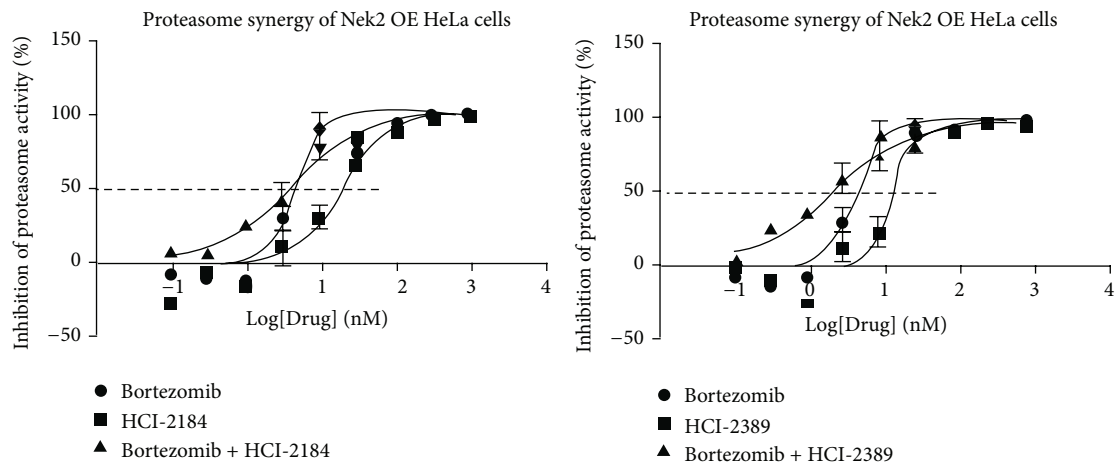 Proteasome synergy of Nek2 OE HeLa cells
Inhibition of proteasome activity (%)
150
100
50
0
−50
−1
0
1
2
3
4
Log[Drug] (nM)
Bortezomib
HCI-2184
Bortezomib + HCI-2184
Proteasome synergy of Nek2 OE HeLa cells
Inhibition of proteasome activity (%)
150
100
50
0
−50
−1
0
1
2
3
4
Log[Drug] (nM)
Bortezomib
HCI-2389
Bortezomib + HCI-2389